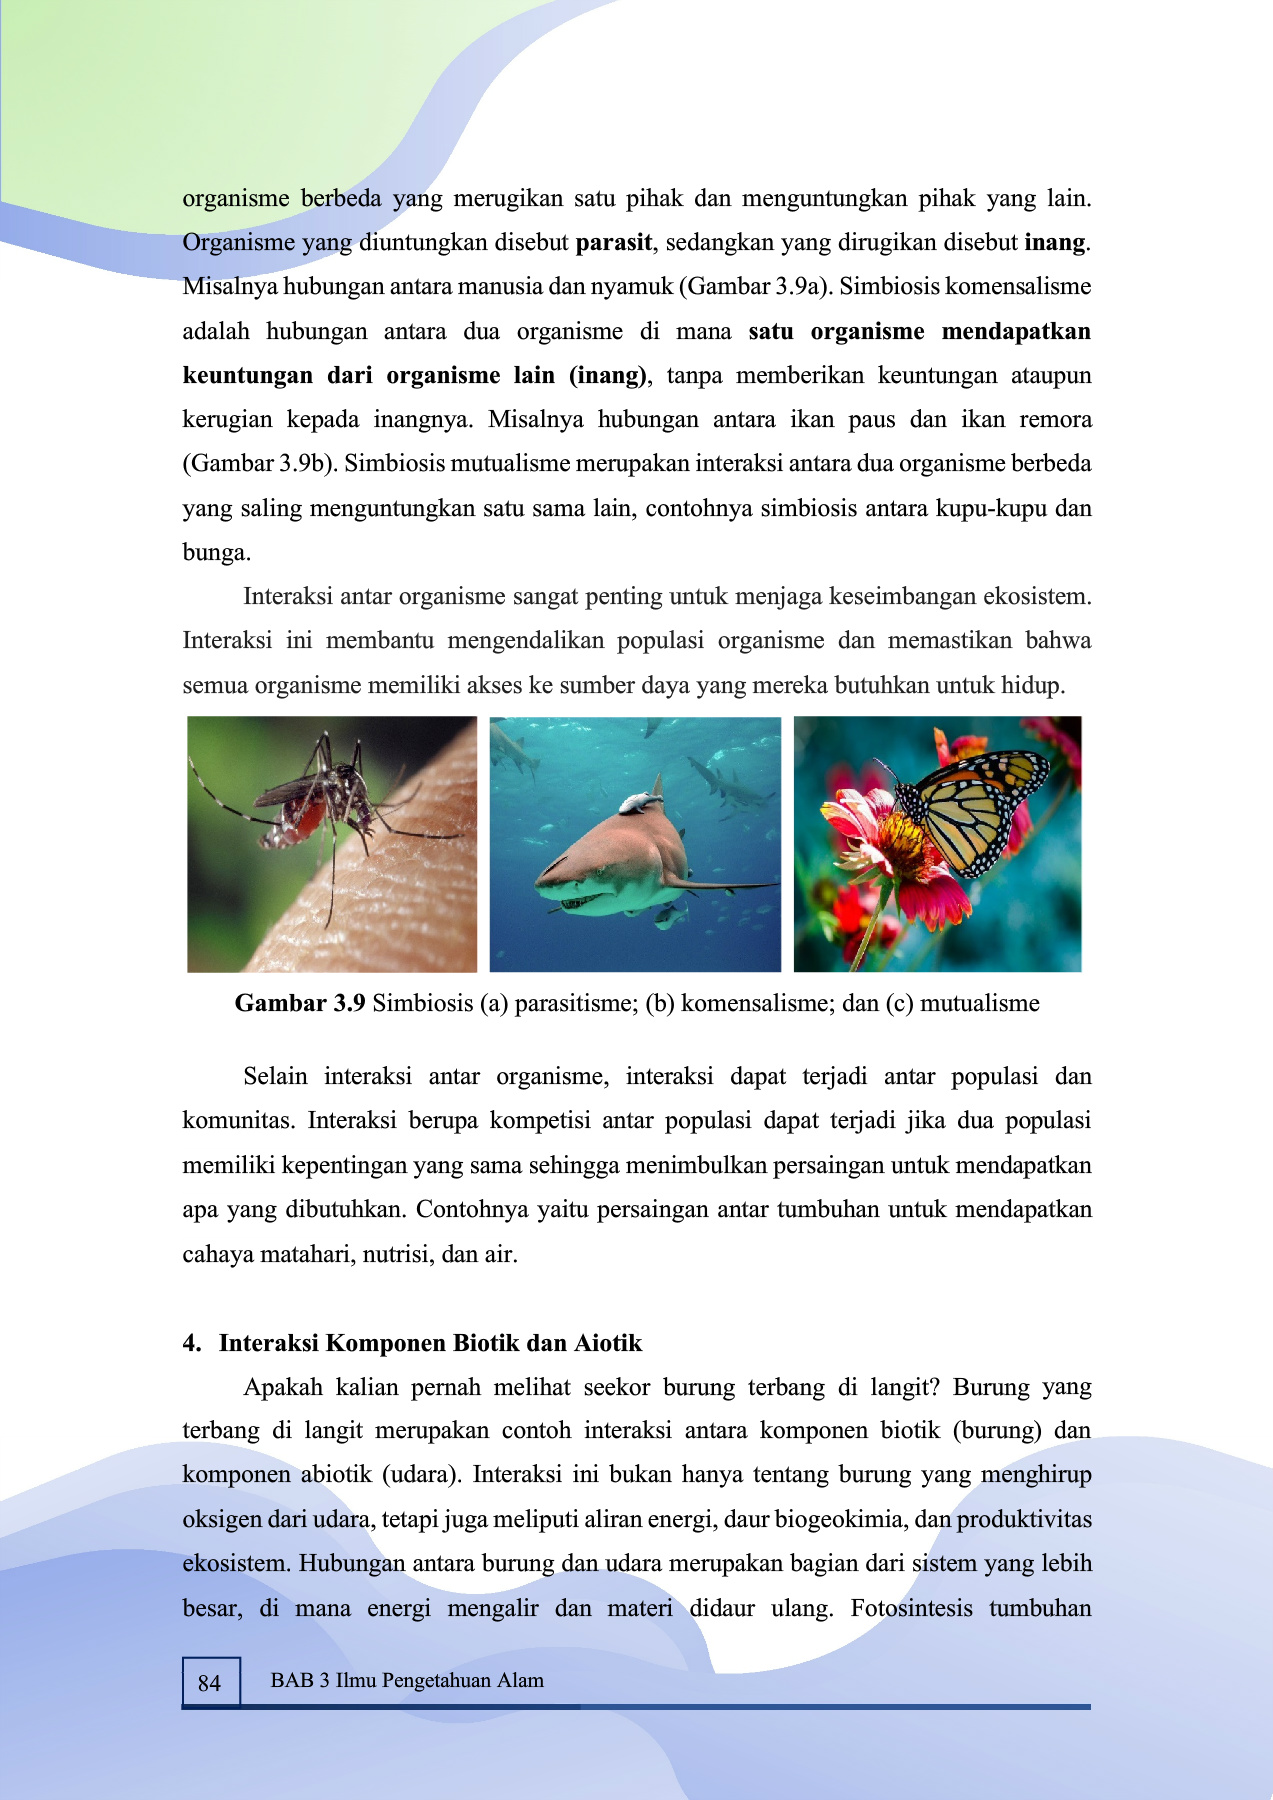 organisme berbeda yang merugikan satu pihak dan menguntungkan pihak yang lain.
Organisme yang diuntungkan disebut parasit, sedangkan yang dirugikan disebut inang.
Misalnya hubungan antara manusia dan nyamuk (Gambar 3.9a). Simbiosis komensalisme
adalah hubungan antara dua organisme di mana satu organisme mendapatkan
keuntungan dari organisme lain (inang), tanpa memberikan keuntungan ataupun
kerugian kepada inangnya. Misalnya hubungan antara ikan paus dan ikan remora
(Gambar 3.9b). Simbiosis mutualisme merupakan interaksi antara dua organisme berbeda
yang saling menguntungkan satu sama lain, contohnya simbiosis antara kupu-kupu dan
bunga.
Interaksi antar organisme sangat penting untuk menjaga keseimbangan ekosistem.
Interaksi ini membantu mengendalikan populasi organisme dan memastikan bahwa
semua organisme memiliki akses ke sumber daya yang mereka butuhkan untuk hidup.
Gambar 3.9 Simbiosis (a) parasitisme; (b) komensalisme; dan (c) mutualisme
Selain interaksi antar organisme, interaksi dapat terjadi antar populasi dan
komunitas. Interaksi berupa kompetisi antar populasi dapat terjadi jika dua populasi
memiliki kepentingan yang sama sehingga menimbulkan persaingan untuk mendapatkan
apa yang dibutuhkan. Contohnya yaitu persaingan antar tumbuhan untuk mendapatkan
cahaya matahari, nutrisi, dan air.
4. Interaksi Komponen Biotik dan Aiotik
Apakah kalian pernah melihat seekor burung terbang di langit? Burung yang
terbang di langit merupakan contoh interaksi antara komponen biotik (burung) dan
komponen abiotik (udara). Interaksi ini bukan hanya tentang burung yang menghirup
oksigen dari udara, tetapi juga meliputi aliran energi, daur biogeokimia, dan produktivitas
ekosistem. Hubungan antara burung dan udara merupakan bagian dari sistem yang lebih
besar, di mana energi mengalir dan materi didaur ulang. Fotosintesis tumbuhan
84
BAB 3 Ilmu Pengetahuan Alam